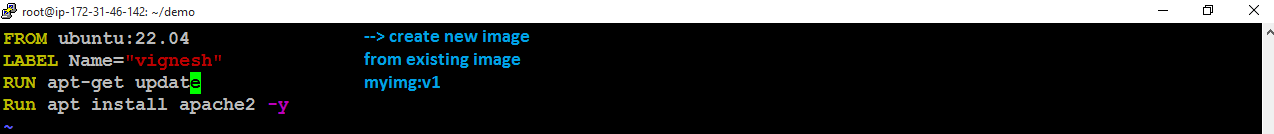 root@ip-172-31-46-142: ~/demo
FROM ubuntu:22.04 --> create new image
LABEL Name="vignesh" from existing image
RUN apt-get update myimg:v1
Run apt install apache2 -y
~